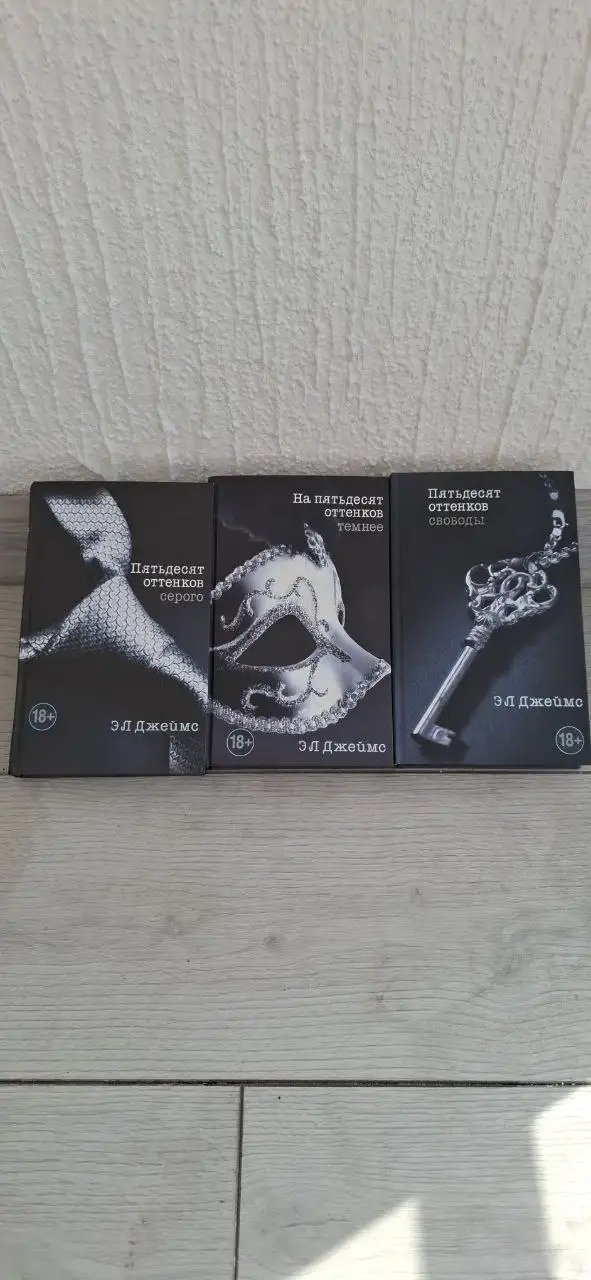 Пятьдесят
оттенков
серого
18+
ЭЛ Джеймс
На пятьдесят
оттенков
темнее
18+
ЭЛ Джеймс
Пятьдесят
оттенков
свободы
ЭЛ Джеймс
18+